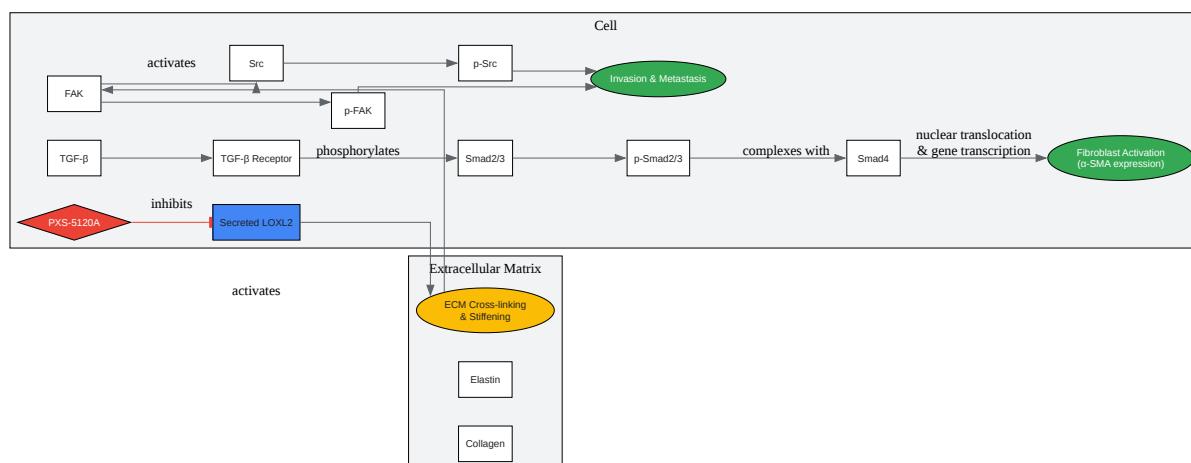 Cell
activates
Src
p-Src
Invasion & Metastasis
FAK
p-FAK
TGF-β
TGF-β Receptor
phosphorylates
Smad2/3
p-Smad2/3
complexes with
Smad4
nuclear translocation
& gene transcription
Fibroblast Activation
(α-SMA expression)
PXS-5120A
inhibits
Secreted LOXL2
activates
Extracellular Matrix
ECM Cross-linking
& Stiffening
Elastin
Collagen